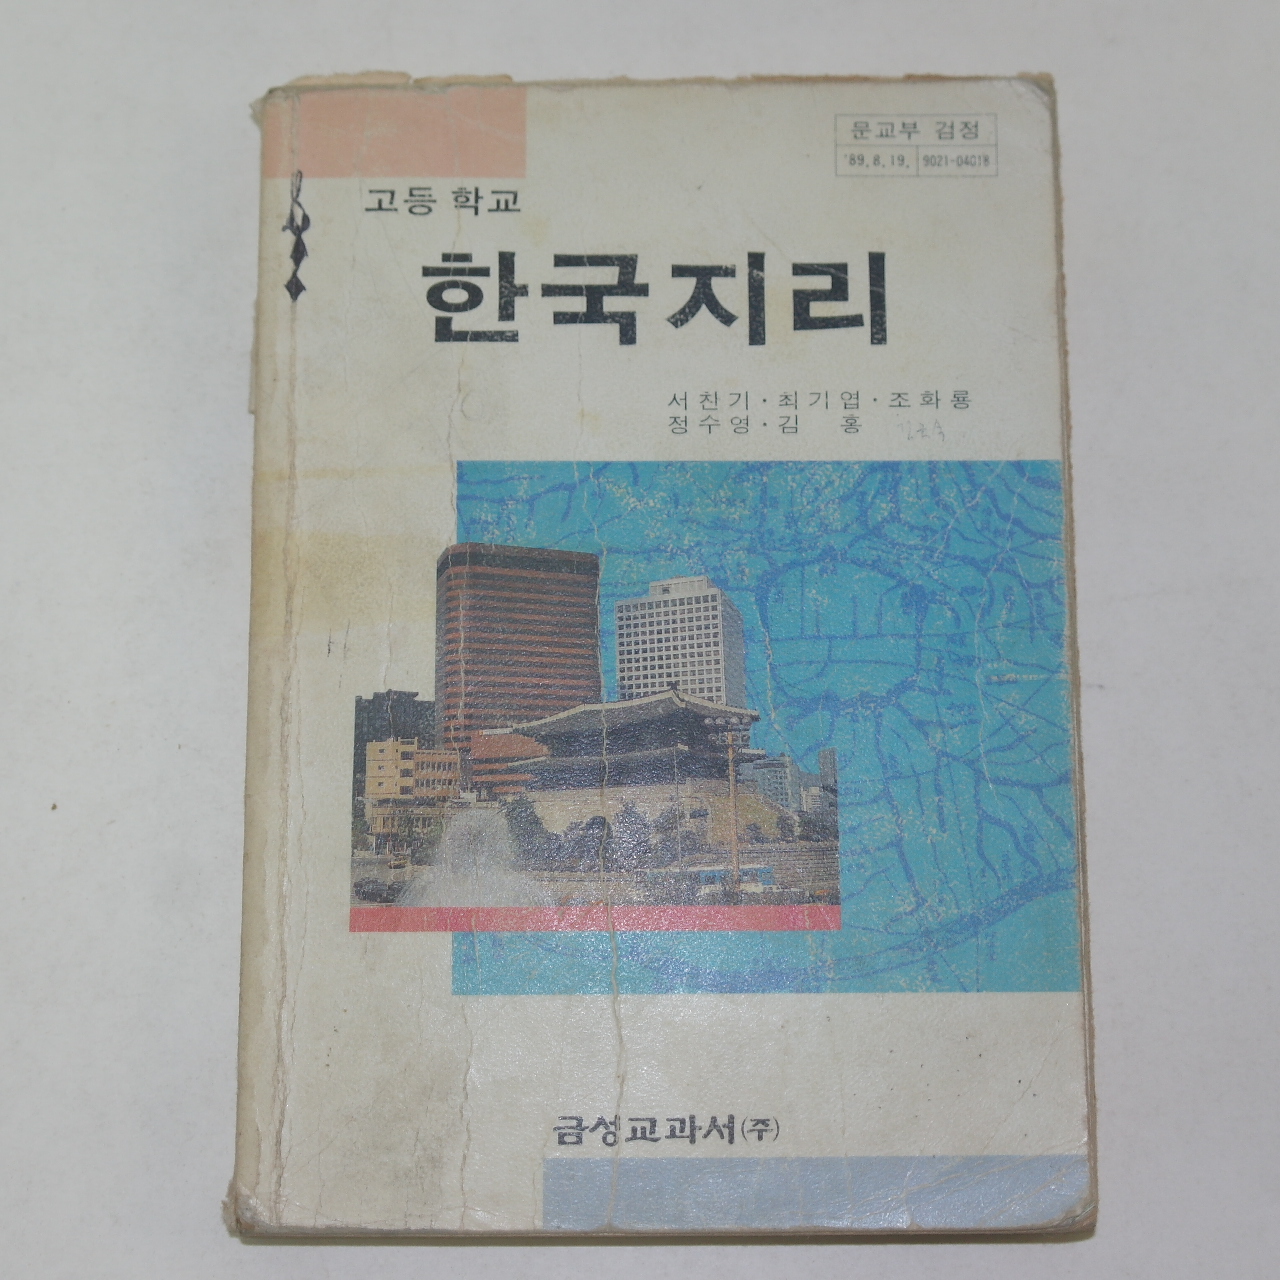 문교부 검정
'89. 8. 19. 9021-04018
고등 학교
한국지리
서찬기·최기엽·조화룡
정수영·김 홍
금성교과서(주)